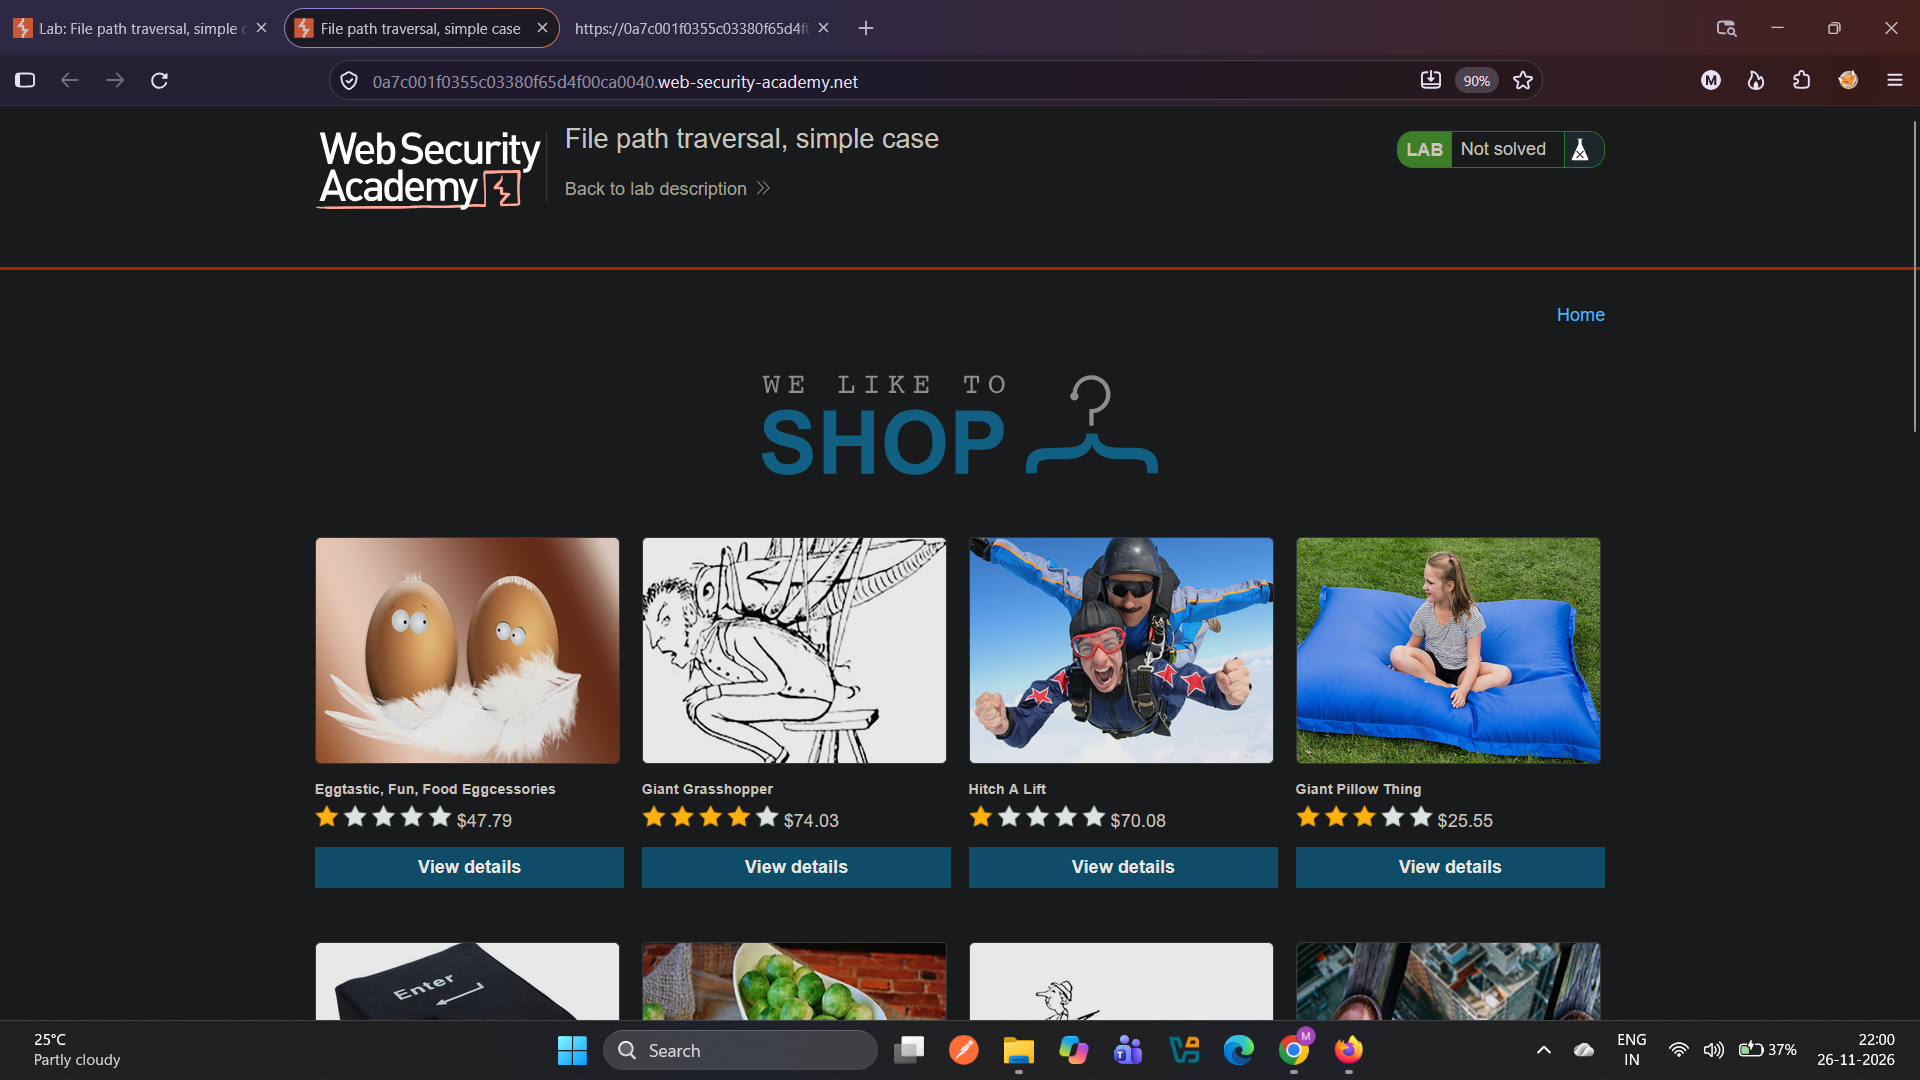 Lab: File path traversal, simple c
File path traversal, simple case
https://0a7c001f0355c03380f65d4f0
0a7c001f0355c03380f65d4f00ca0040.web-security-academy.net
90%
M
Web Security
Academy
File path traversal, simple case
Back to lab description
LAB Not solved
Home
WE LIKE TO
SHOP
Eggtastic, Fun, Food Eggcessories
$47.79
View details
Giant Grasshopper
$74.03
View details
Hitch A Lift
$70.08
View details
Giant Pillow Thing
$25.55
View details
Enter
25°C
Partly cloudy
Search
M
ENG
IN
37%
22:00
26-11-2026